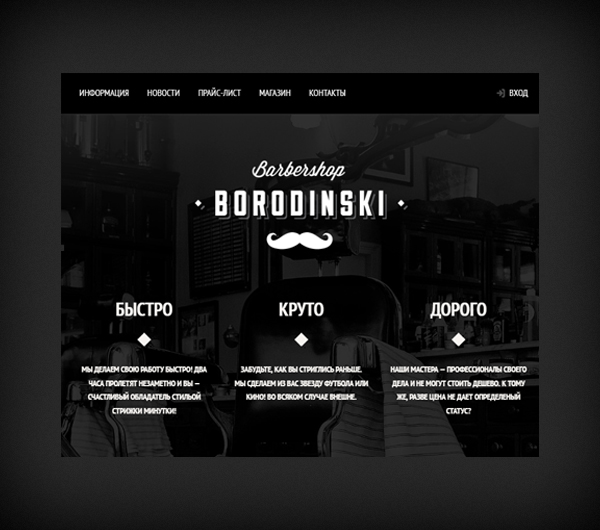 ИНФОРМАЦИЯ НОВОСТИ ПРАЙС-ЛИСТ МАГАЗИН КОНТАКТЫ ВХОД
Barbershop
BORODINSKI
БЫСТРО КРУТО ДОРОГО
МЫ ДЕЛАЕМ СВОЮ РАБОТУ БЫСТРО! ДВА
ЧАСА ПРОЛЕТЯТ НЕЗАМЕТНО И ВЫ —
СЧАСТЛИВЫЙ ОБЛАДАТЕЛЬ СТИЛЬОЙ
СТРИЖКИ МИНУТКИ!
ЗАБУДЬТЕ, КАК ВЫ СТРИГЛИСЬ РАНЬШЕ.
МЫ СДЕЛАЕМ ИЗ ВАС ЗВЕЗДУ ФУТБОЛА ИЛИ
КИНО! ВО ВСЯКОМ СЛУЧАЕ ВНЕШНЕ.
НАШИ МАСТЕРА — ПРОФЕССИОНАЛЫ СВОЕГО
ДЕЛА И НЕ МОГУТ СТОИТЬ ДЕШЕВО. К ТОМУ
ЖЕ, РАЗВЕ ЦЕНА НЕ ДАЕТ ОПРЕДЕЛЕНЫЙ
СТАТУС?